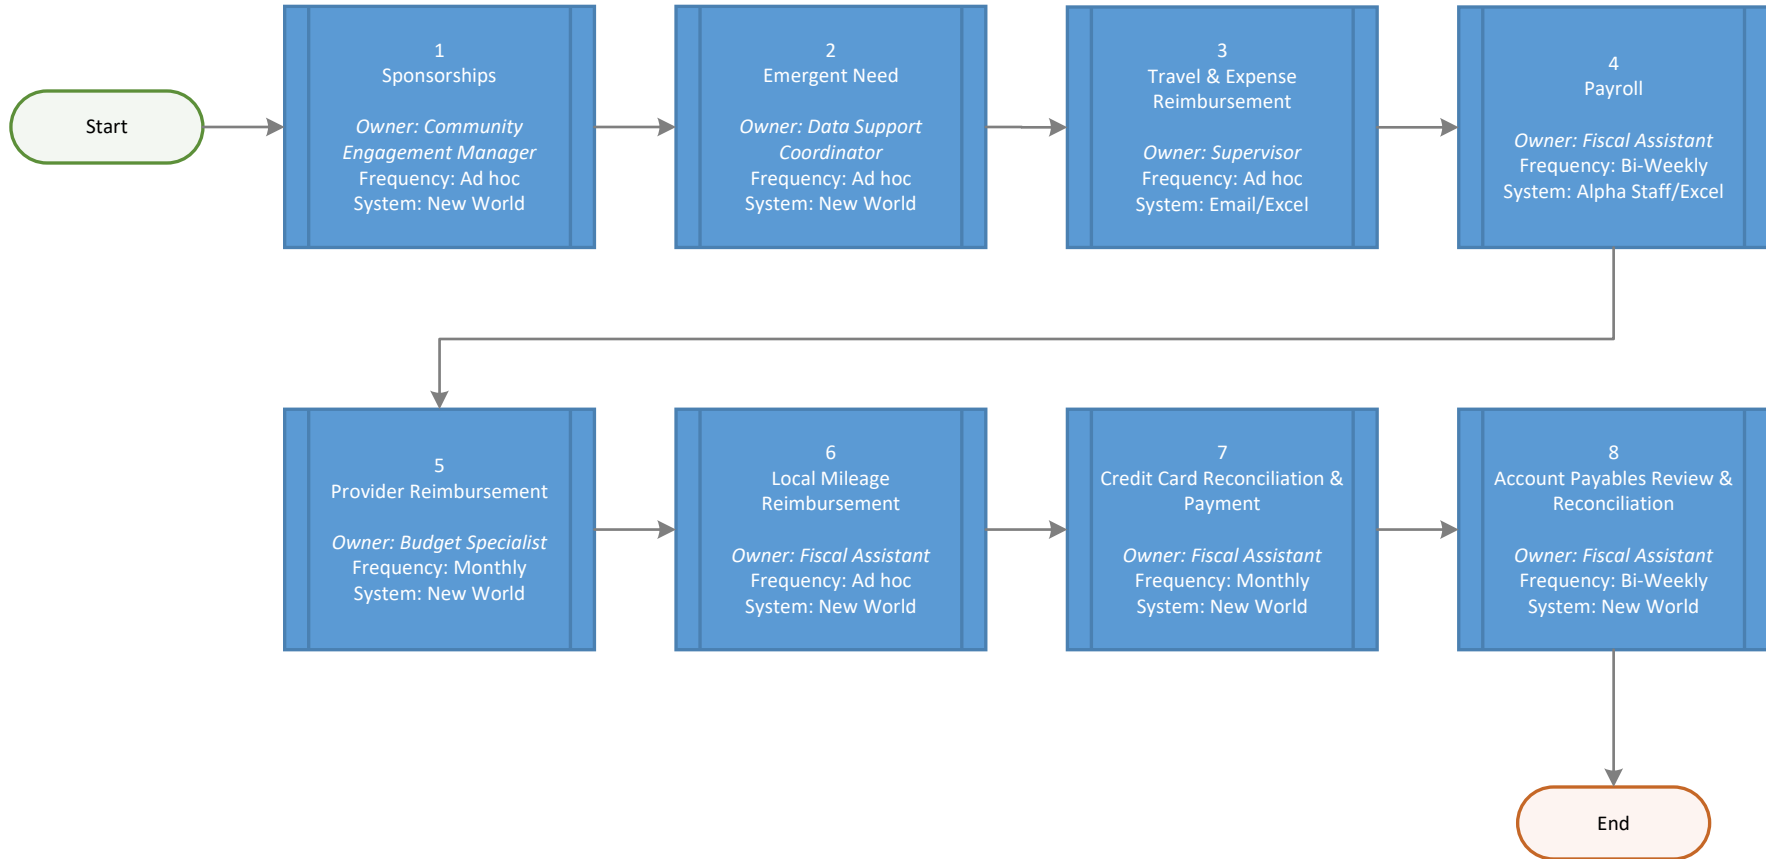 Start
1
Sponsorships
Owner: Community
Engagement Manager
Frequency: Ad hoc
System: New World
2
Emergent Need
Owner: Data Support
Coordinator
Frequency: Ad hoc
System: New World
3
Travel & Expense
Reimbursement
Owner: Supervisor
Frequency: Ad hoc
System: Email/Excel
4
Payroll
Owner: Fiscal Assistant
Frequency: Bi-Weekly
System: Alpha Staff/Excel
5
Provider Reimbursement
Owner: Budget Specialist
Frequency: Monthly
System: New World
6
Local Mileage
Reimbursement
Owner: Fiscal Assistant
Frequency: Ad hoc
System: New World
7
Credit Card Reconciliation &
Payment
Owner: Fiscal Assistant
Frequency: Monthly
System: New World
8
Account Payables Review &
Reconciliation
Owner: Fiscal Assistant
Frequency: Bi-Weekly
System: New World
End